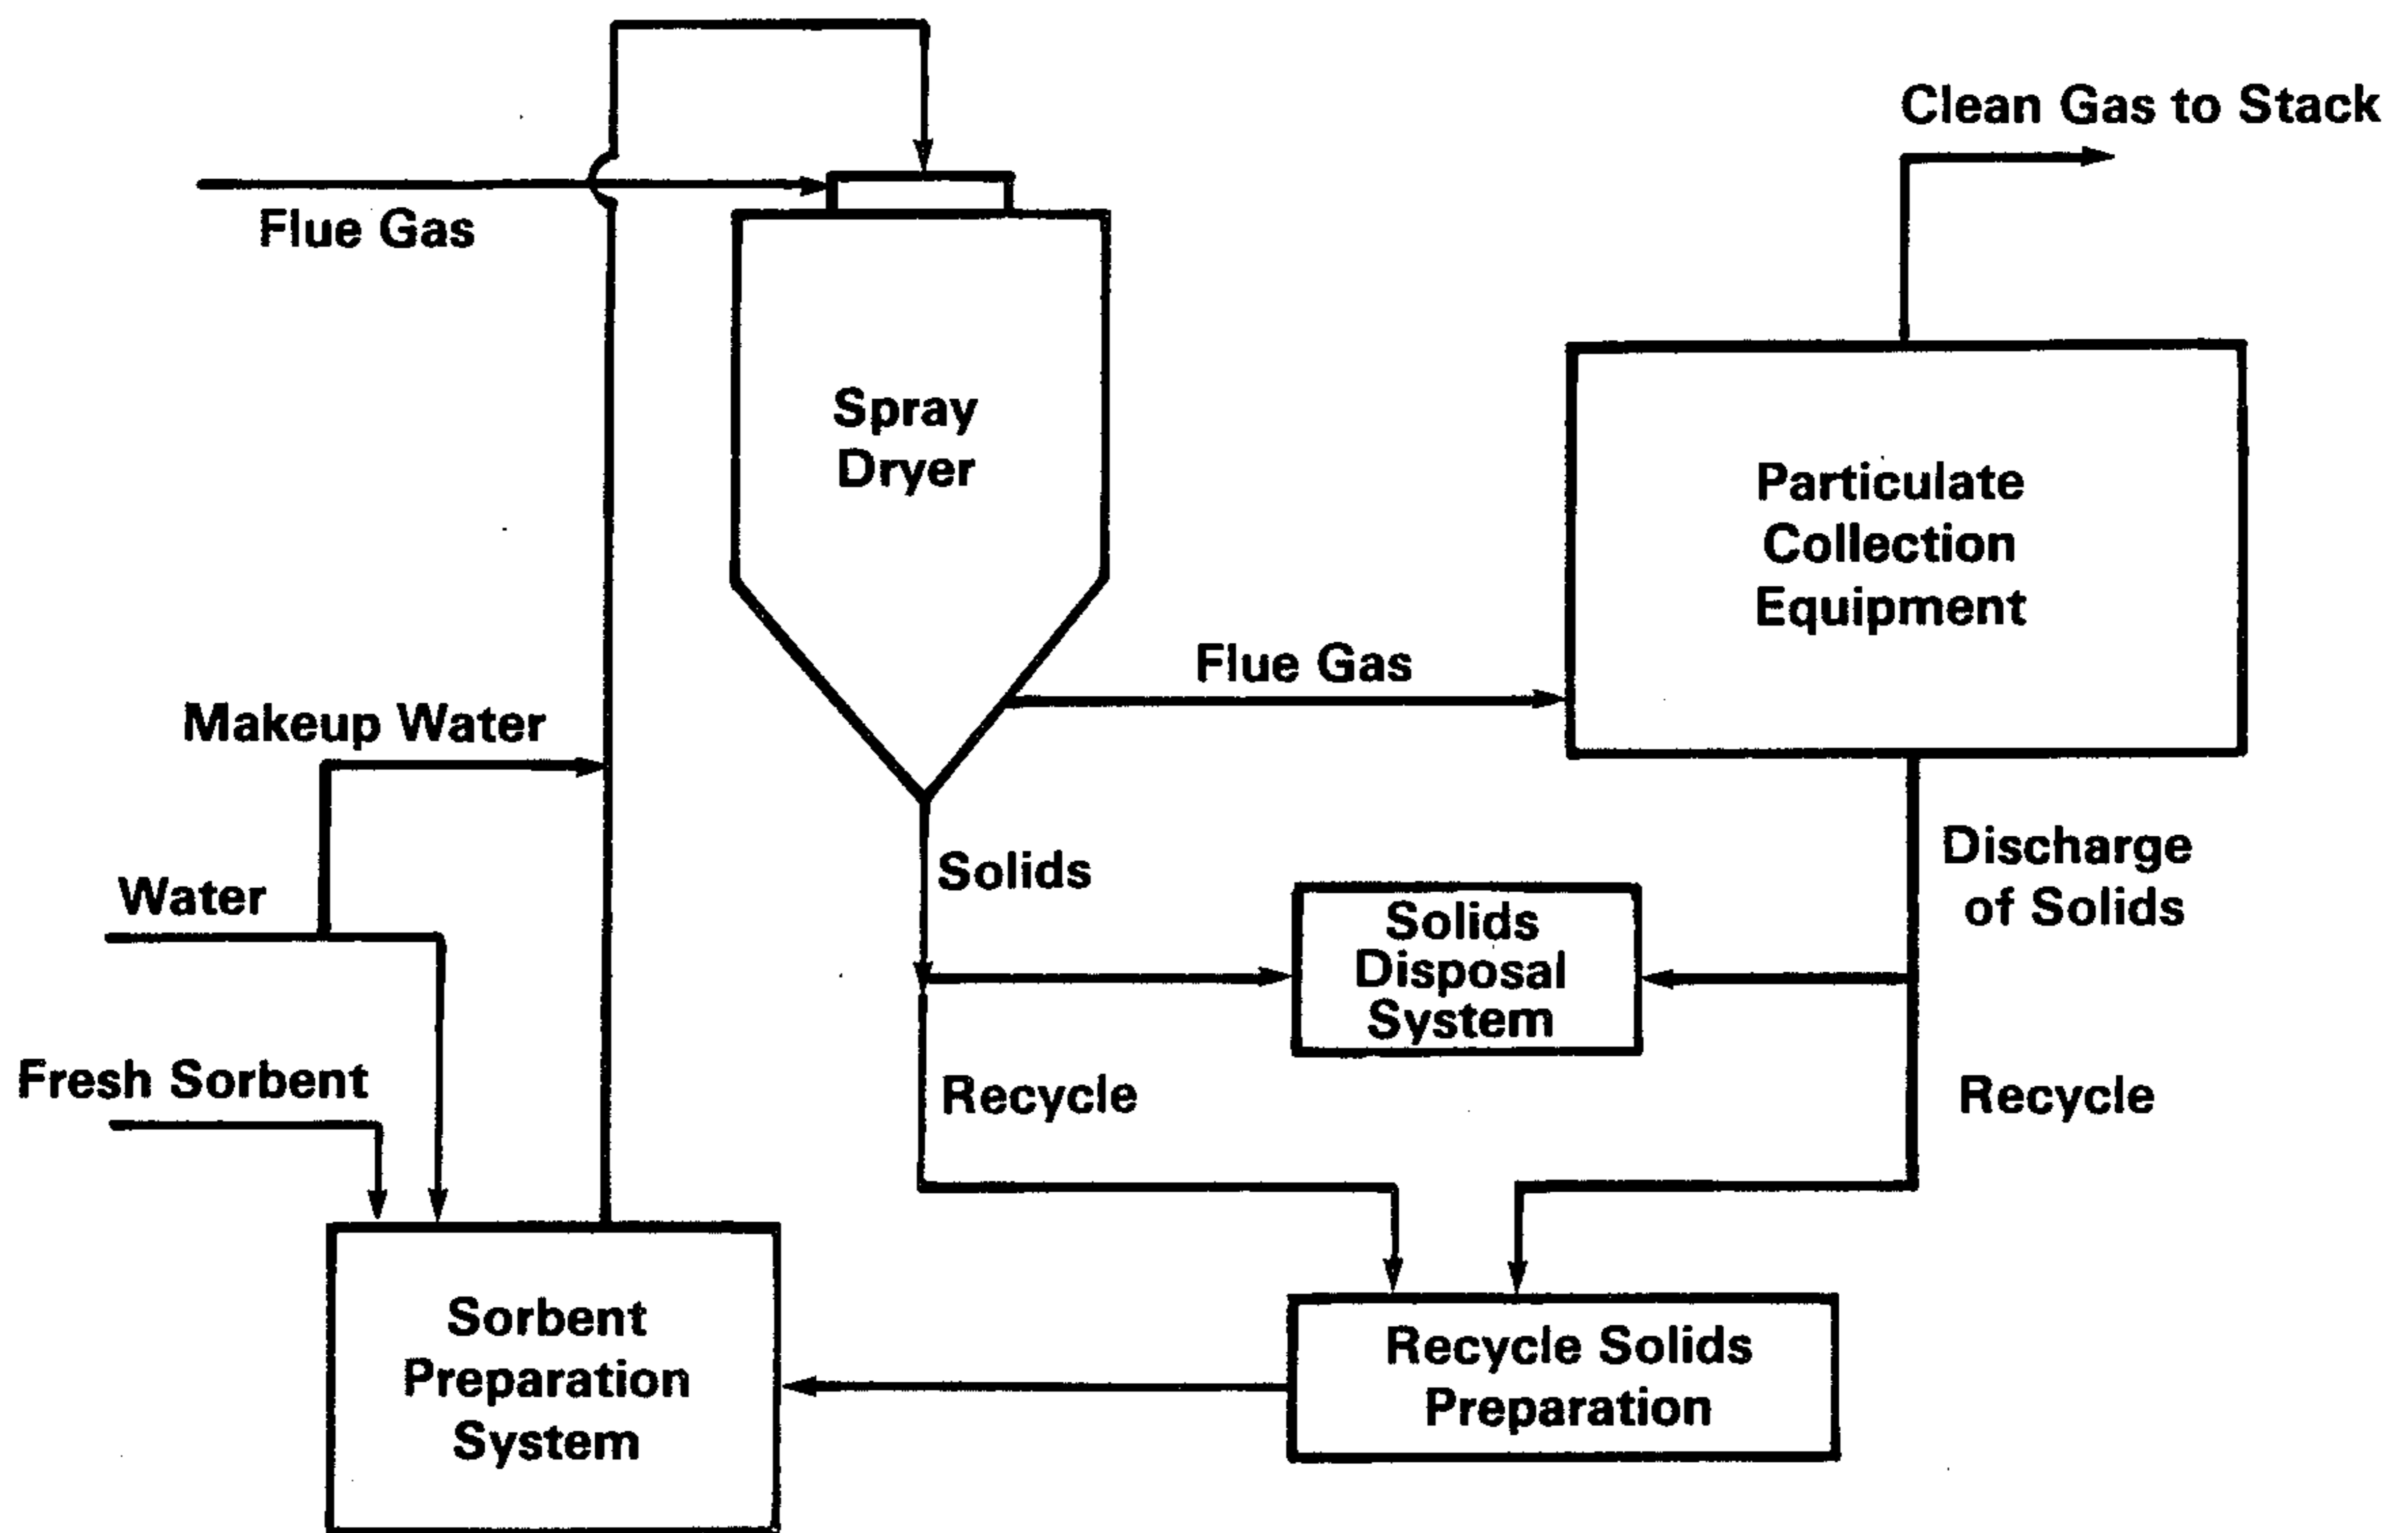 Clean Gas to Stack
Flue Gas
Spray
Dryer
Particulate
Collection
Equipment
Flue Gas
Makeup Water
Solids
Discharge
of Solids
Water
Solids
Disposal
System
Fresh Sorbent
Recycle
Recycle
Sorbent
Preparation
System
Recycle Solids
Preparation